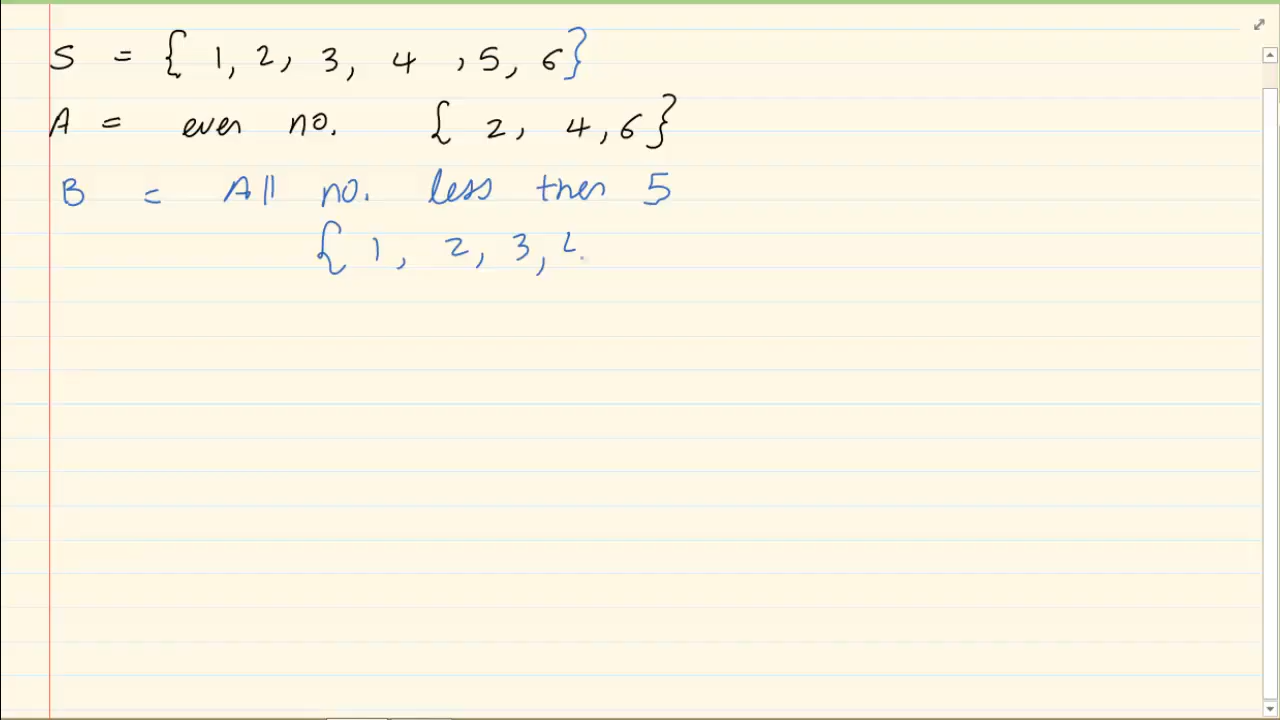 S = { 1, 2, 3, 4 , 5, 6}
A = even no. { 2, 4, 6}
B = All no. less then 5
{ 1, 2, 3, 4